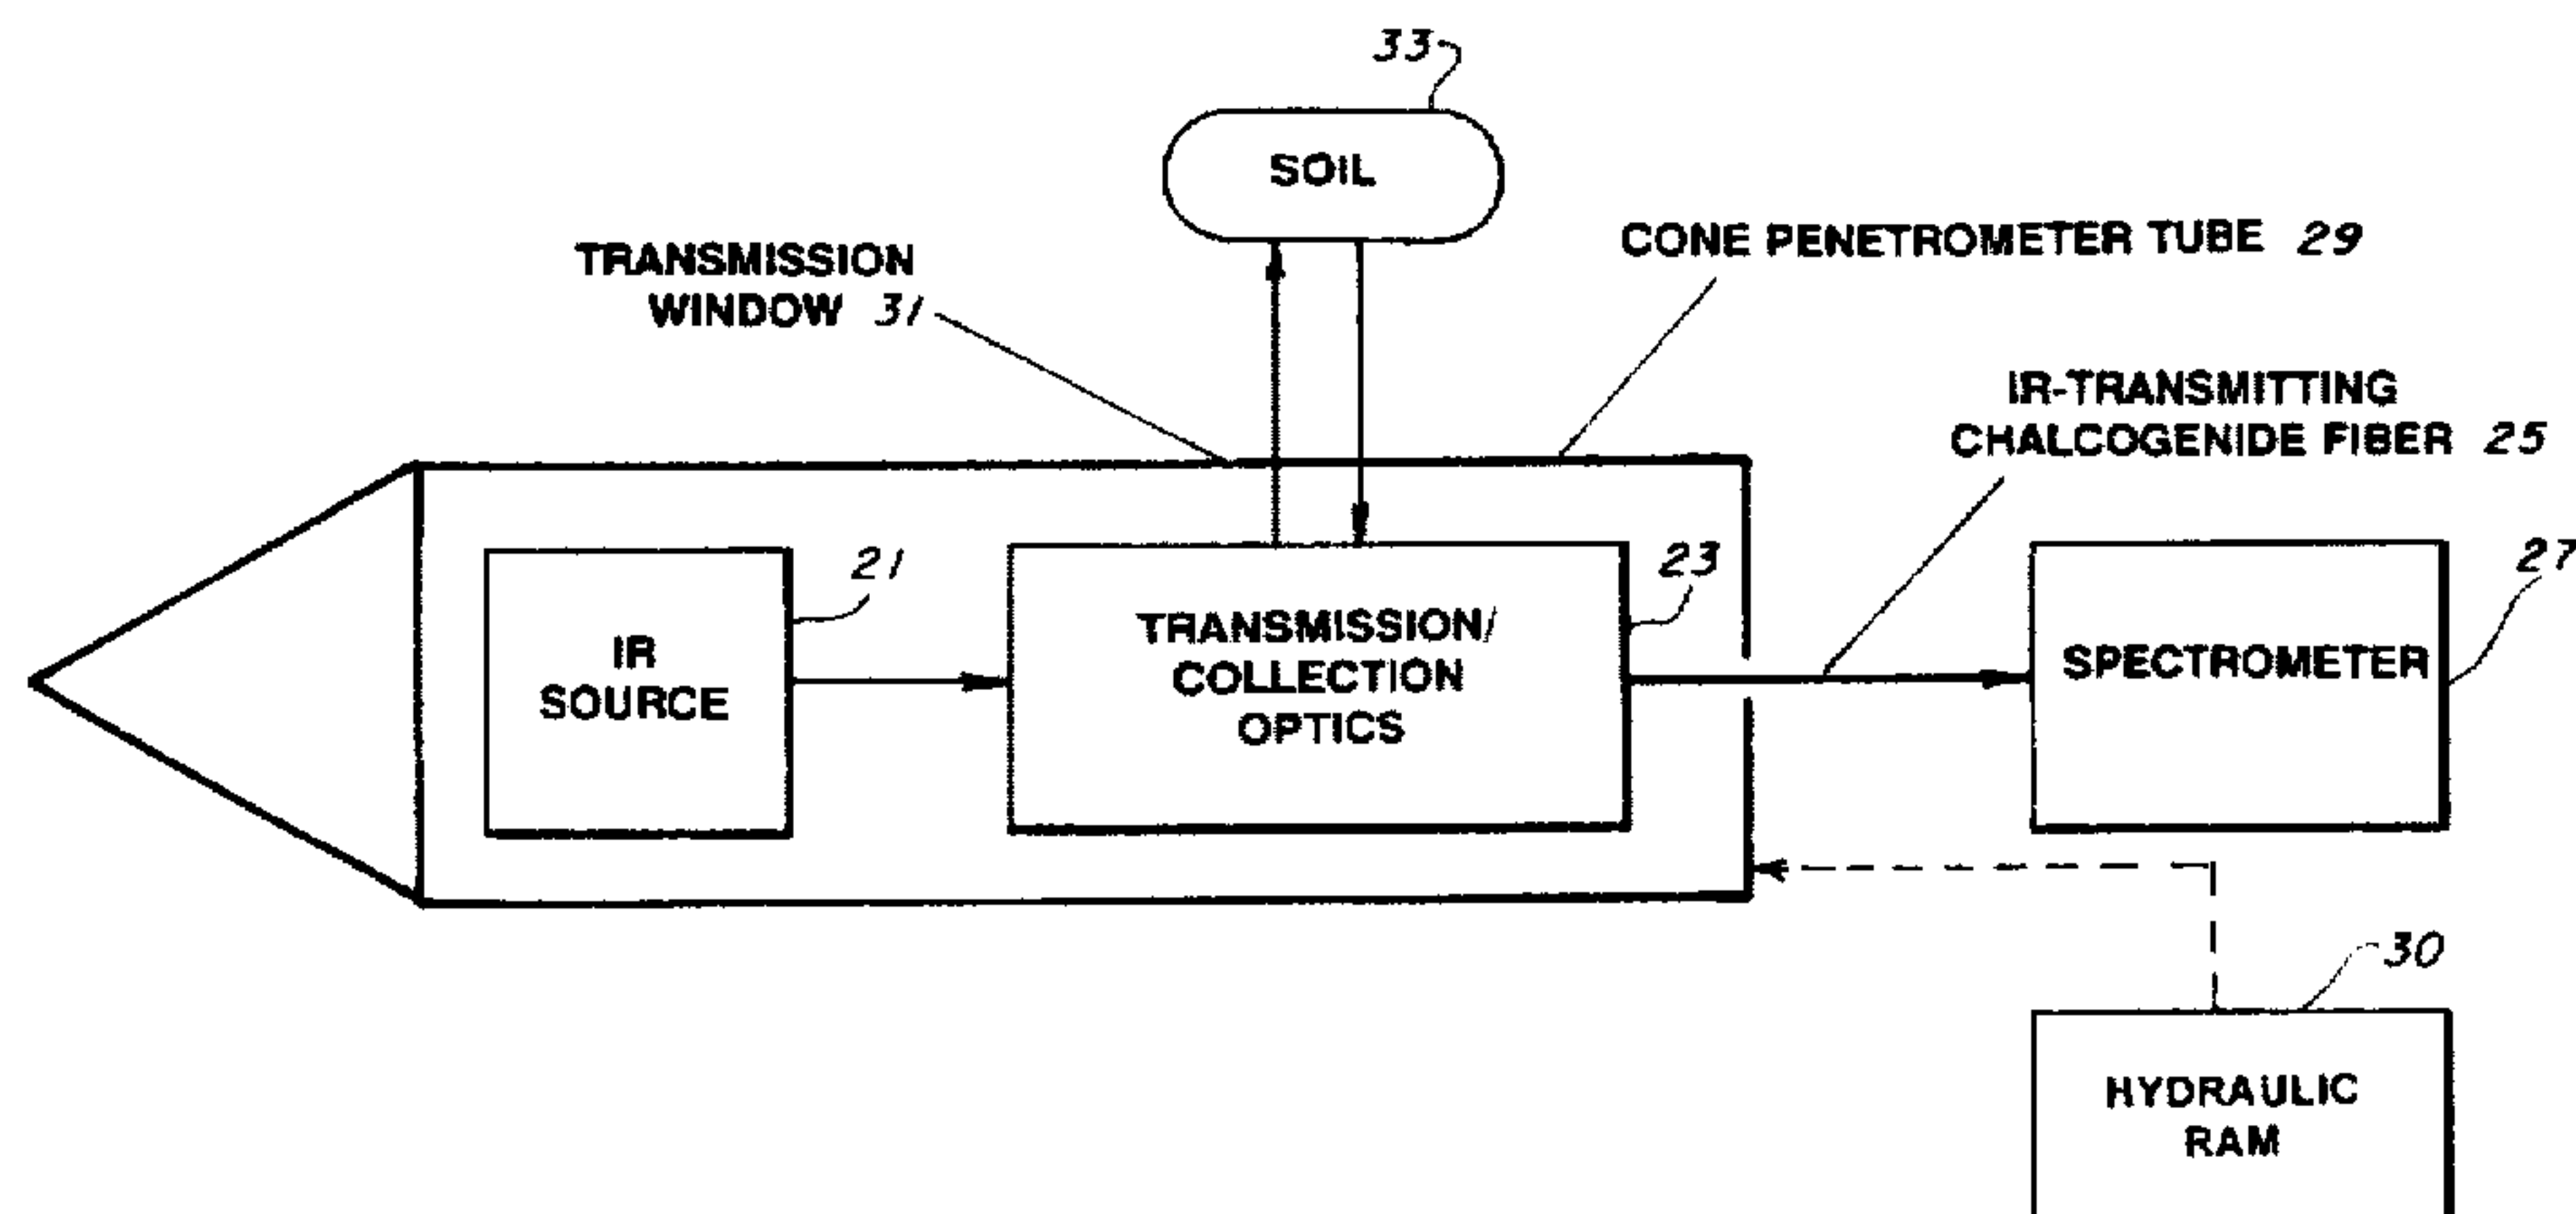 33
SOIL
TRANSMISSION
WINDOW 31
CONE PENETROMETER TUBE 29
IR-TRANSMITTING
CHALCOGENIDE FIBER 25
21
23
27
IR
SOURCE
TRANSMISSION/
COLLECTION
OPTICS
SPECTROMETER
30
HYDRAULIC
RAM